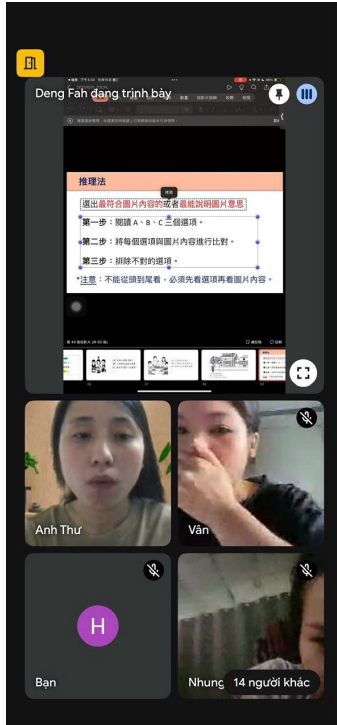 Deng Fah đang trình bày
推理法
選出最符合圖片內容的或者最能說明圖片意思
第一步：閱讀 A、B、C 三個選項。
第二步：將每個選項與圖片內容進行比對。
第三步：排除不對的選項。
*注意：不能從頭到尾看，必須先看選項再看圖片內容。
Anh Thư
Vân
H
Bạn
Nhung
14 người khác